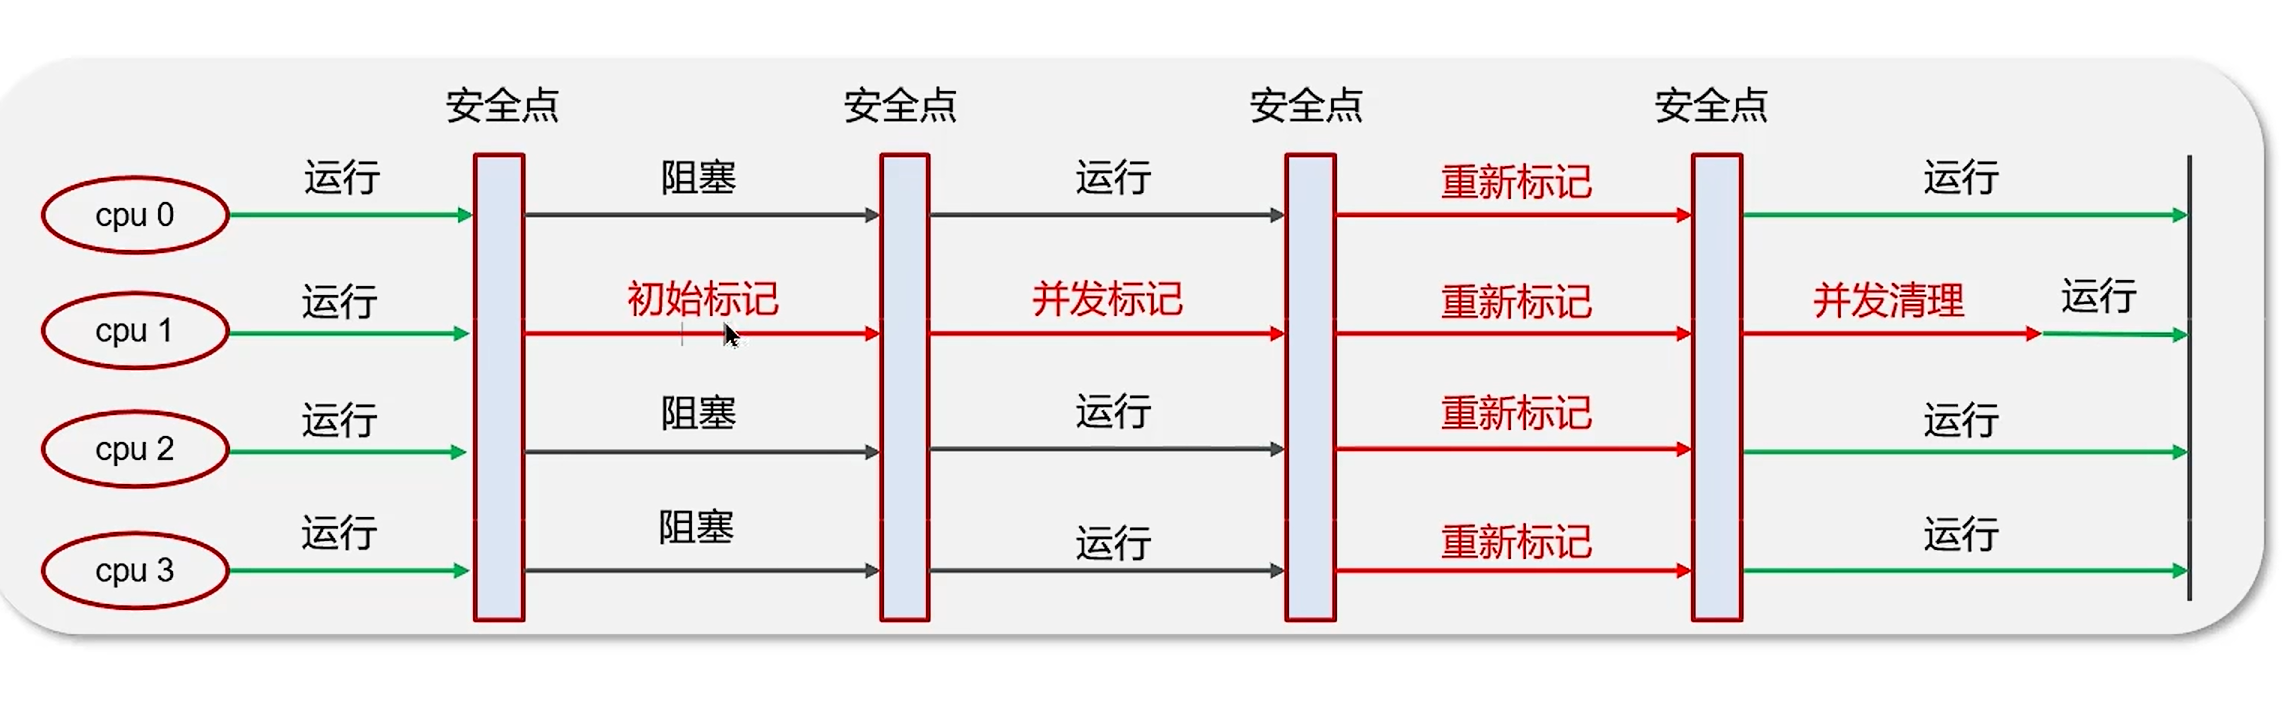 安全点 安全点 安全点 安全点
运行 阻塞 运行 重新标记 运行
cpu 0
运行 初始标记 并发标记 重新标记 并发清理 运行
cpu 1
运行 阻塞 运行 重新标记 运行
cpu 2
运行 阻塞 运行 重新标记 运行
cpu 3